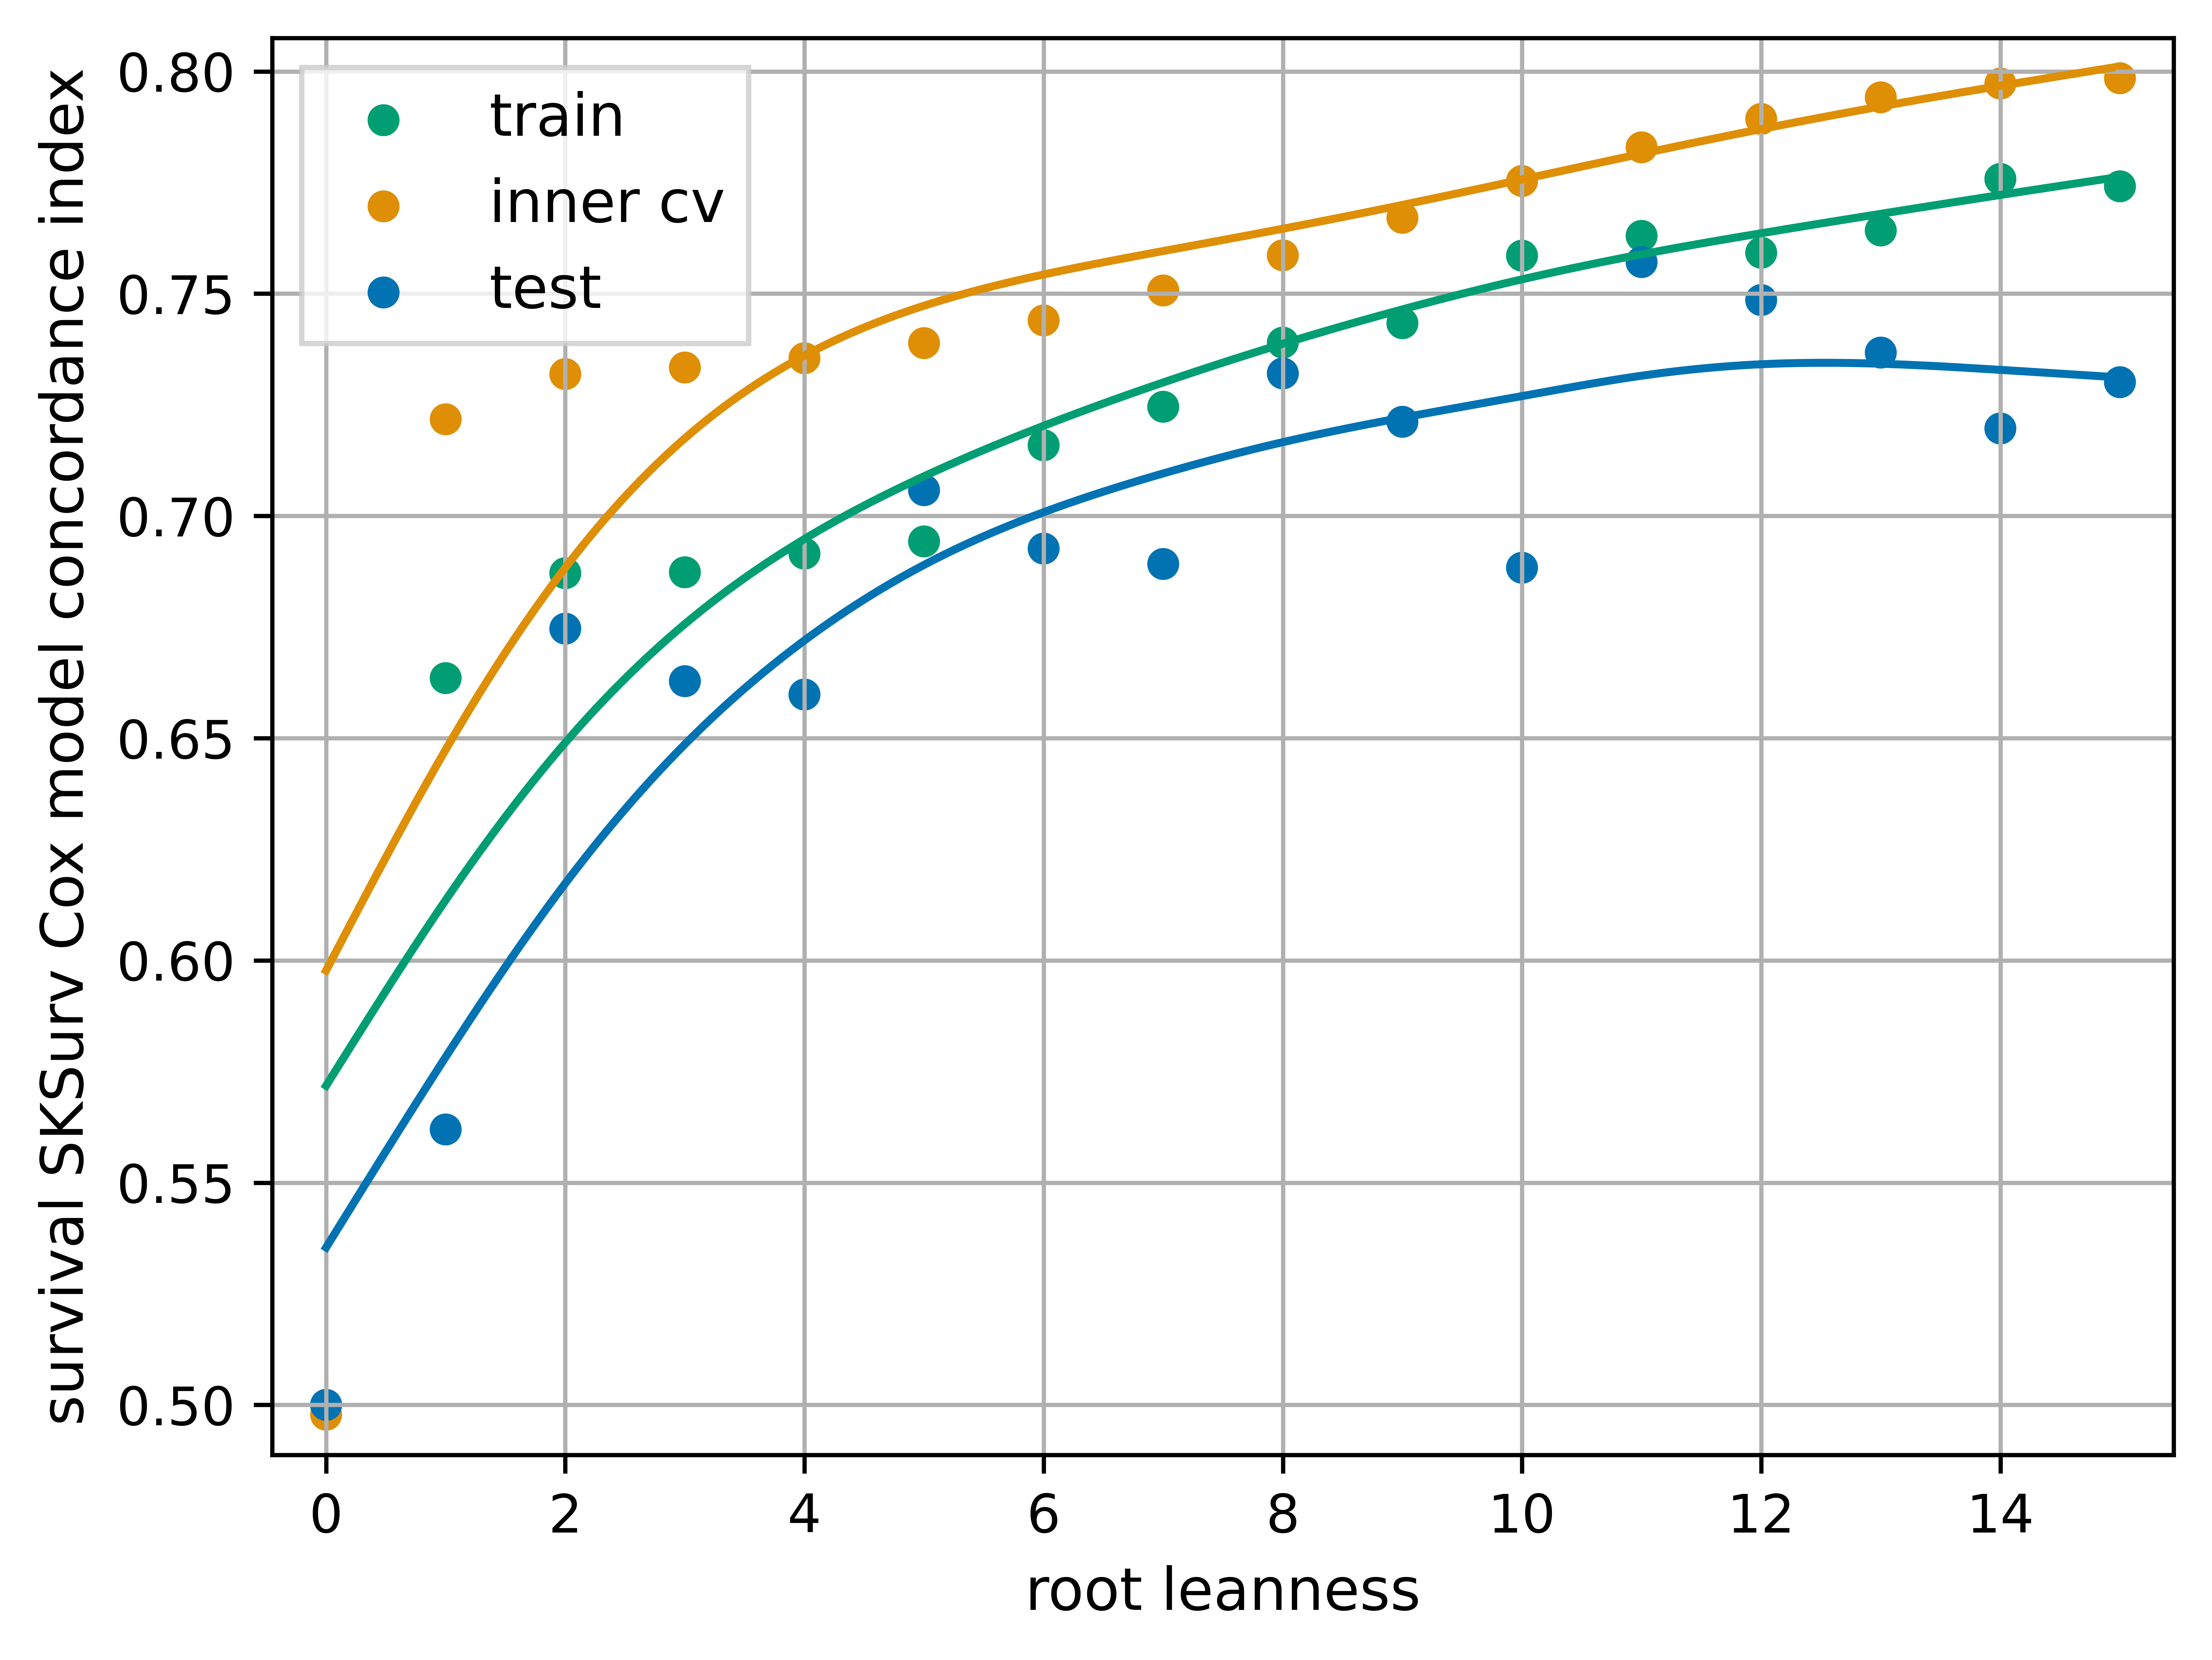 survival SKSurv Cox model concordance index
0.80
0.75
0.70
0.65
0.60
0.55
0.50
train
inner cv
test
0 2 4 6 8 10 12 14
root leanness